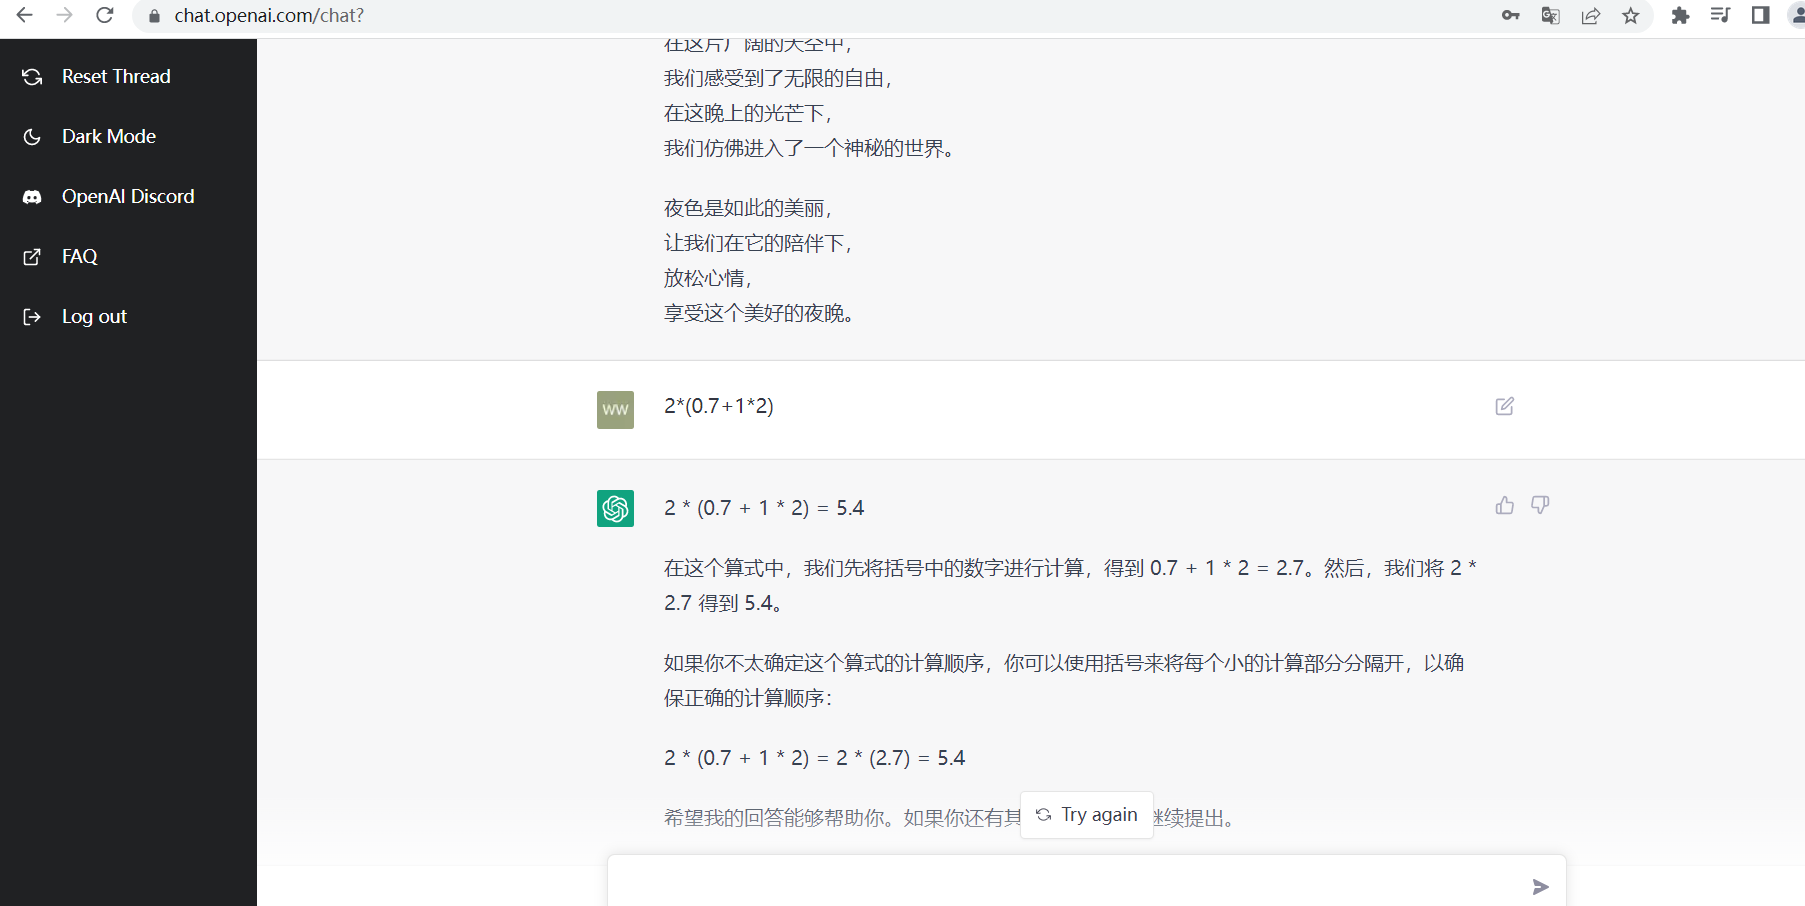 chat.openai.com/chat?
Reset Thread
Dark Mode
OpenAI Discord
FAQ
Log out
在这片广阔的天空中，
我们感受到了无限的自由，
在这晚上的光芒下，
我们仿佛进入了一个神秘的世界。
夜色是如此的美丽，
让我们在它的陪伴下，
放松心情，
享受这个美好的夜晚。
WW
2*(0.7+1*2)
2 * (0.7 + 1 * 2) = 5.4
在这个算式中，我们先将括号中的数字进行计算，得到 0.7 + 1 * 2 = 2.7。然后，我们将 2 *
2.7 得到 5.4。
如果你不太确定这个算式的计算顺序，你可以使用括号来将每个小的计算部分分隔开，以确
保正确的计算顺序：
2 * (0.7 + 1 * 2) = 2 * (2.7) = 5.4
希望我的回答能够帮助你。如果你还有其
Try again
继续提出。